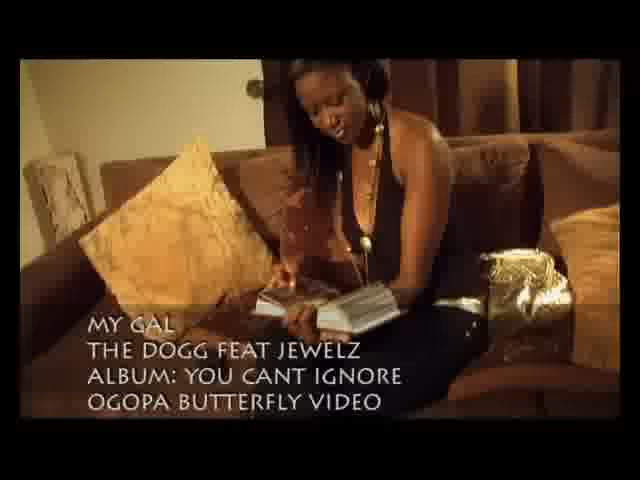 MY GAL
THE DOGG FEAT JEWELZ
ALBUM: YOU CANT IGNORE
OGOPA BUTTERFLY VIDEO